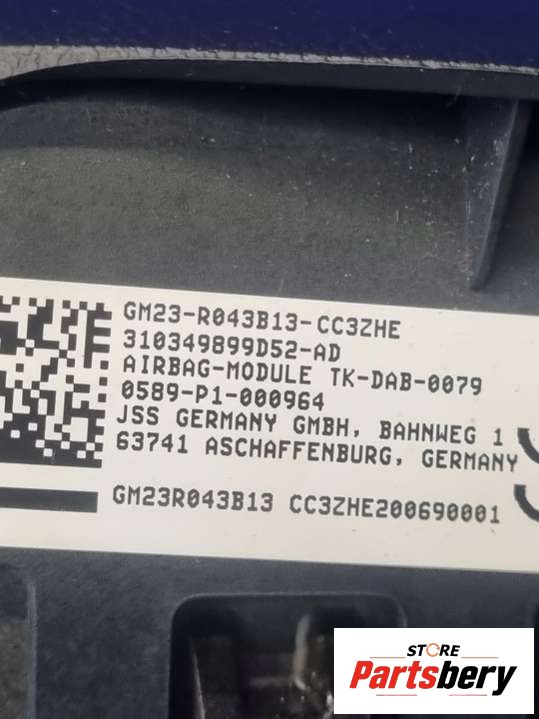 GM23-R043B13-CC3ZHE
310349899D52-AD
AIRBAG-MODULE TK-DAB-0079
0589-P1-000964
JSS GERMANY GMBH, BAHNWEG 1
63741 ASCHAFFENBURG, GERMANY
GM23R043B13 CC3ZHE200690001
STORE
Partsbery